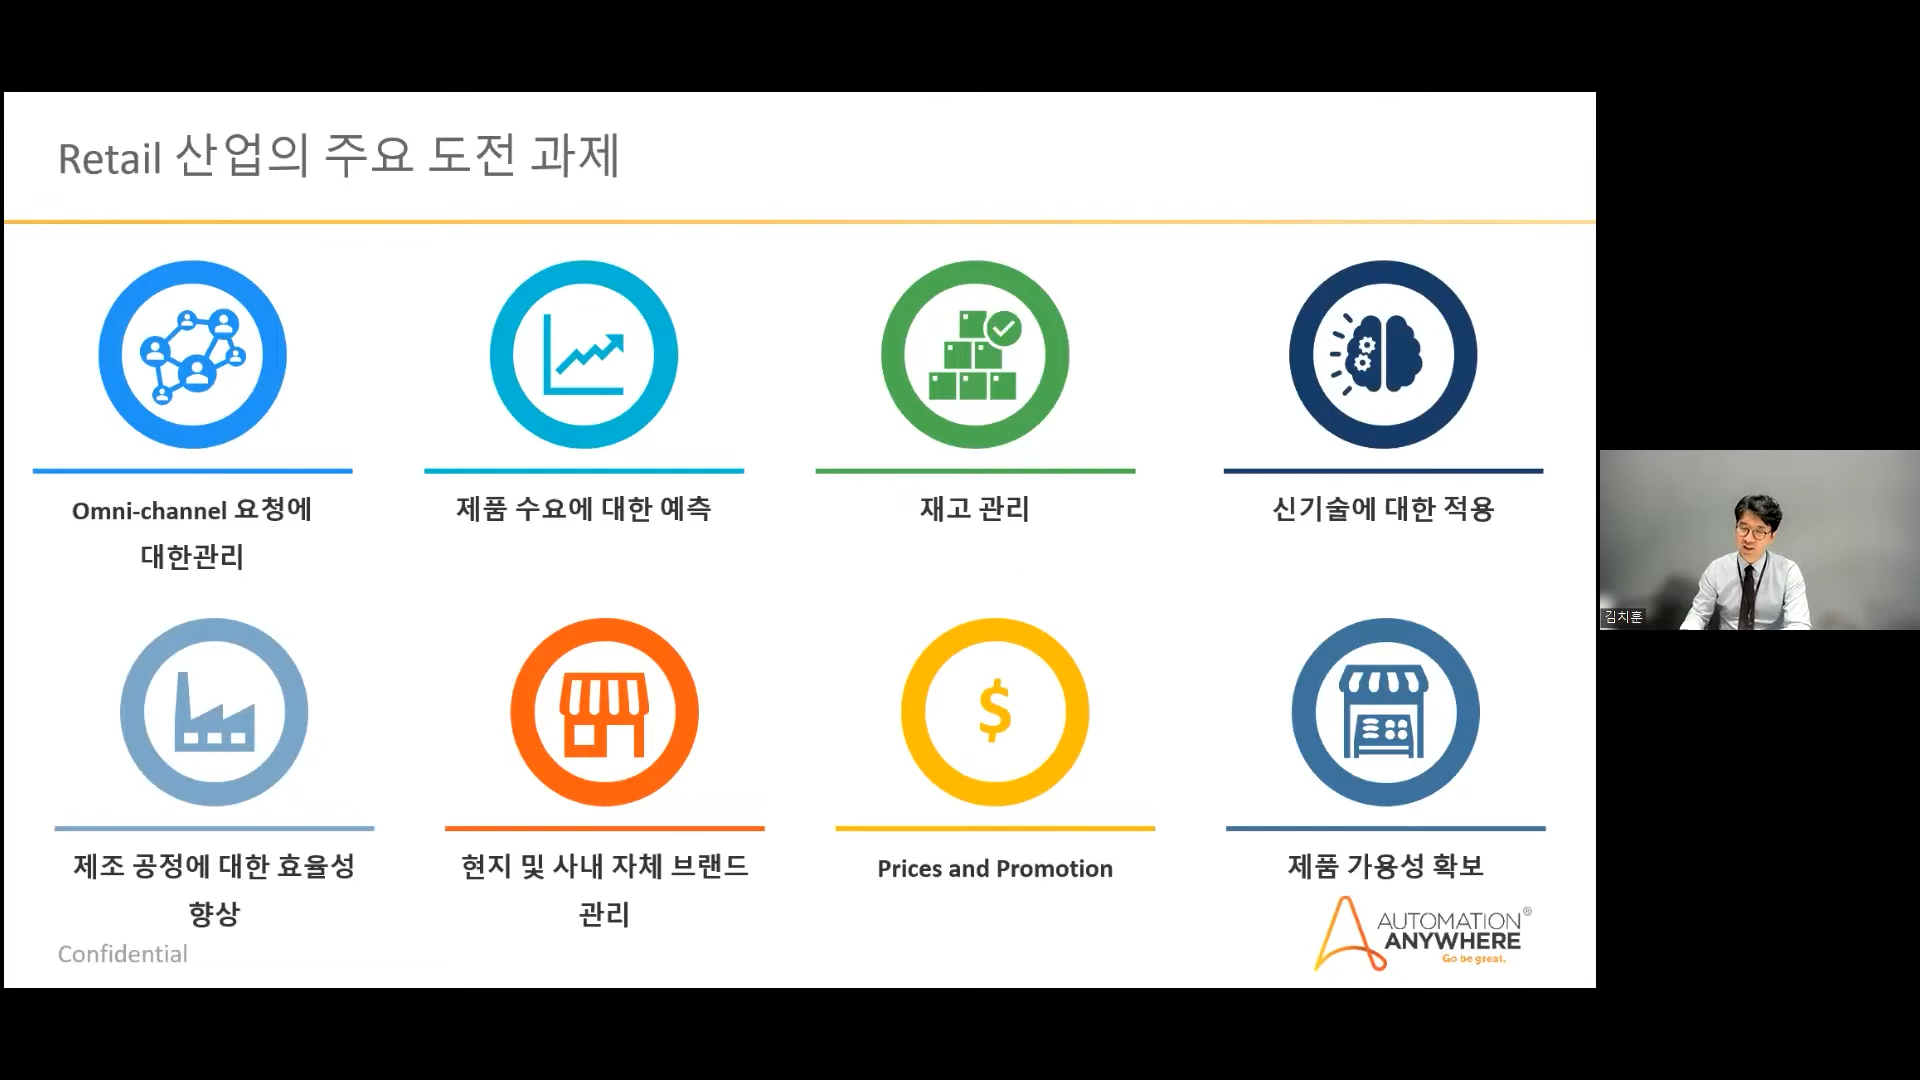 Retail 산업의 주요 도전 과제
Omni-channel 요청에
대한관리
제품 수요에 대한 예측
재고 관리
신기술에 대한 적용
제조 공정에 대한 효율성
향상
현지 및 사내 자체 브랜드
관리
$
Prices and Promotion
제품 가용성 확보
Confidential
AUTOMATION®
ANYWHERE
Go be great.
김치훈